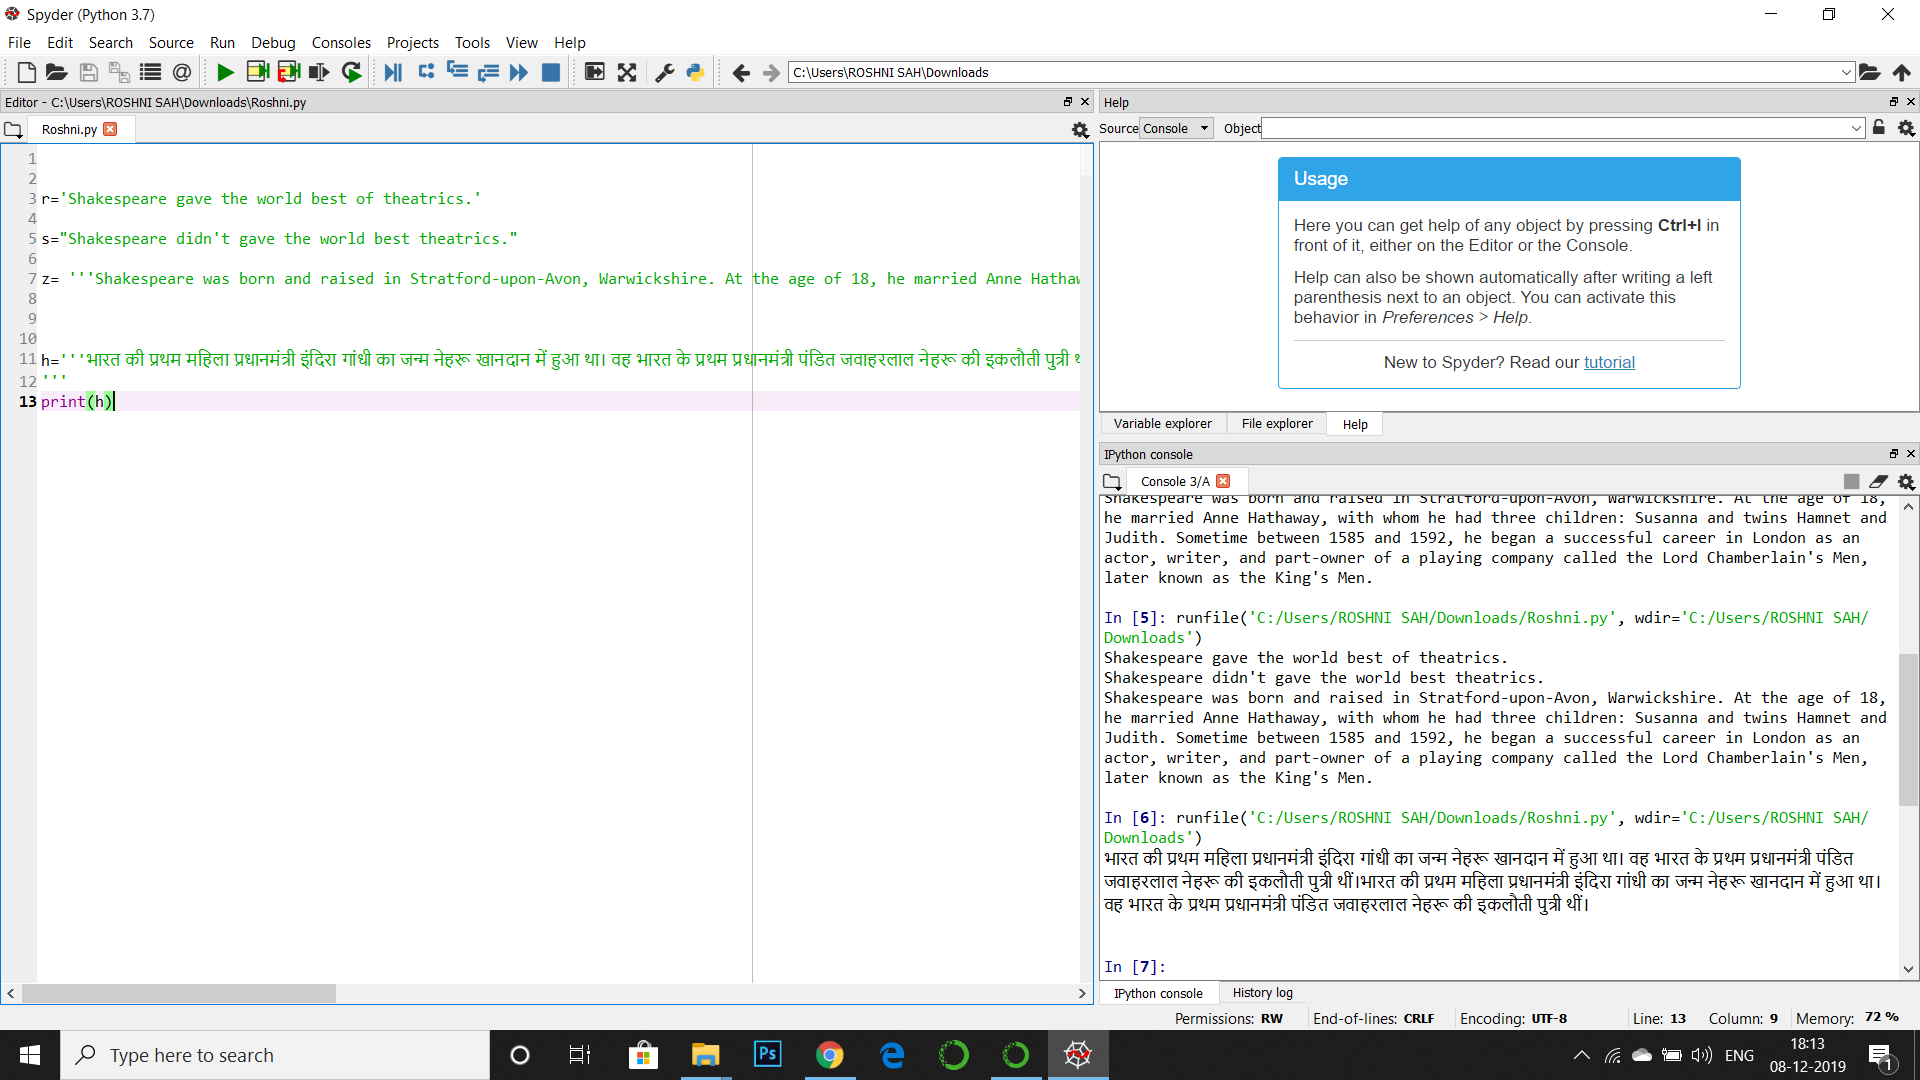 Spyder (Python 3.7)
File Edit Search Source Run Debug Consoles Projects Tools View Help
C:\Users\ROSHNI SAH\Downloads
Editor - C:\Users\ROSHNI SAH\Downloads\Roshni.py
Roshni.py
1
2
3 r='Shakespeare gave the world best of theatrics.'
4
5 s="Shakespeare didn't gave the world best theatrics."
6
7 z= '''Shakespeare was born and raised in Stratford-upon-Avon, Warwickshire. At the age of 18, he married Anne
8
9
10
11 h='''भारत की प्रथम महिला प्रधानमंत्री इंदिरा गांधी का जन्म नेहरू खानदान में हुआ था। वह भारत के प्रथम प्रधानमंत्री पंडित जवाहरलाल नेहरू की इकलौती पुत्री
12 '''
13 print(h)
Help
Source Console Object
Usage
Here you can get help of any object by pressing Ctrl+I in
front of it, either on the Editor or the Console.
Help can also be shown automatically after writing a left
parenthesis next to an object. You can activate this
behavior in Preferences > Help.
New to Spyder? Read our tutorial
Variable explorer File explorer Help
IPython console
Console 3/A
Shakespeare was born and raised in Stratford-upon-Avon, Warwickshire. At the age of 18,
he married Anne Hathaway, with whom he had three children: Susanna and twins Hamnet and
Judith. Sometime between 1585 and 1592, he began a successful career in London as an
actor, writer, and part-owner of a playing company called the Lord Chamberlain's Men,
later known as the King's Men.
In [5]: runfile('C:/Users/ROSHNI SAH/Downloads/Roshni.py', wdir='C:/Users/ROSHNI SAH/
Downloads')
Shakespeare gave the world best of theatrics.
Shakespeare didn't gave the world best theatrics.
Shakespeare was born and raised in Stratford-upon-Avon, Warwickshire. At the age of 18,
he married Anne Hathaway, with whom he had three children: Susanna and twins Hamnet and
Judith. Sometime between 1585 and 1592, he began a successful career in London as an
actor, writer, and part-owner of a playing company called the Lord Chamberlain's Men,
later known as the King's Men.
In [6]: runfile('C:/Users/ROSHNI SAH/Downloads/Roshni.py', wdir='C:/Users/ROSHNI SAH/
Downloads')
भारत की प्रथम महिला प्रधानमंत्री इंदिरा गांधी का जन्म नेहरू खानदान में हुआ था। वह भारत के प्रथम प्रधानमंत्री पंडित
जवाहरलाल नेहरू की इकलौती पुत्री थीं।भारत की प्रथम महिला प्रधानमंत्री इंदिरा गांधी का जन्म नेहरू खानदान में हुआ था।
वह भारत के प्रथम प्रधानमंत्री पंडित जवाहरलाल नेहरू की इकलौती पुत्री थीं।
In [7]:
IPython console History log
Permissions: RW End-of-lines: CRLF Encoding: UTF-8 Line: 13 Column: 9 Memory: 72 %
Type here to search
Ps
ENG
18:13
08-12-2019
1